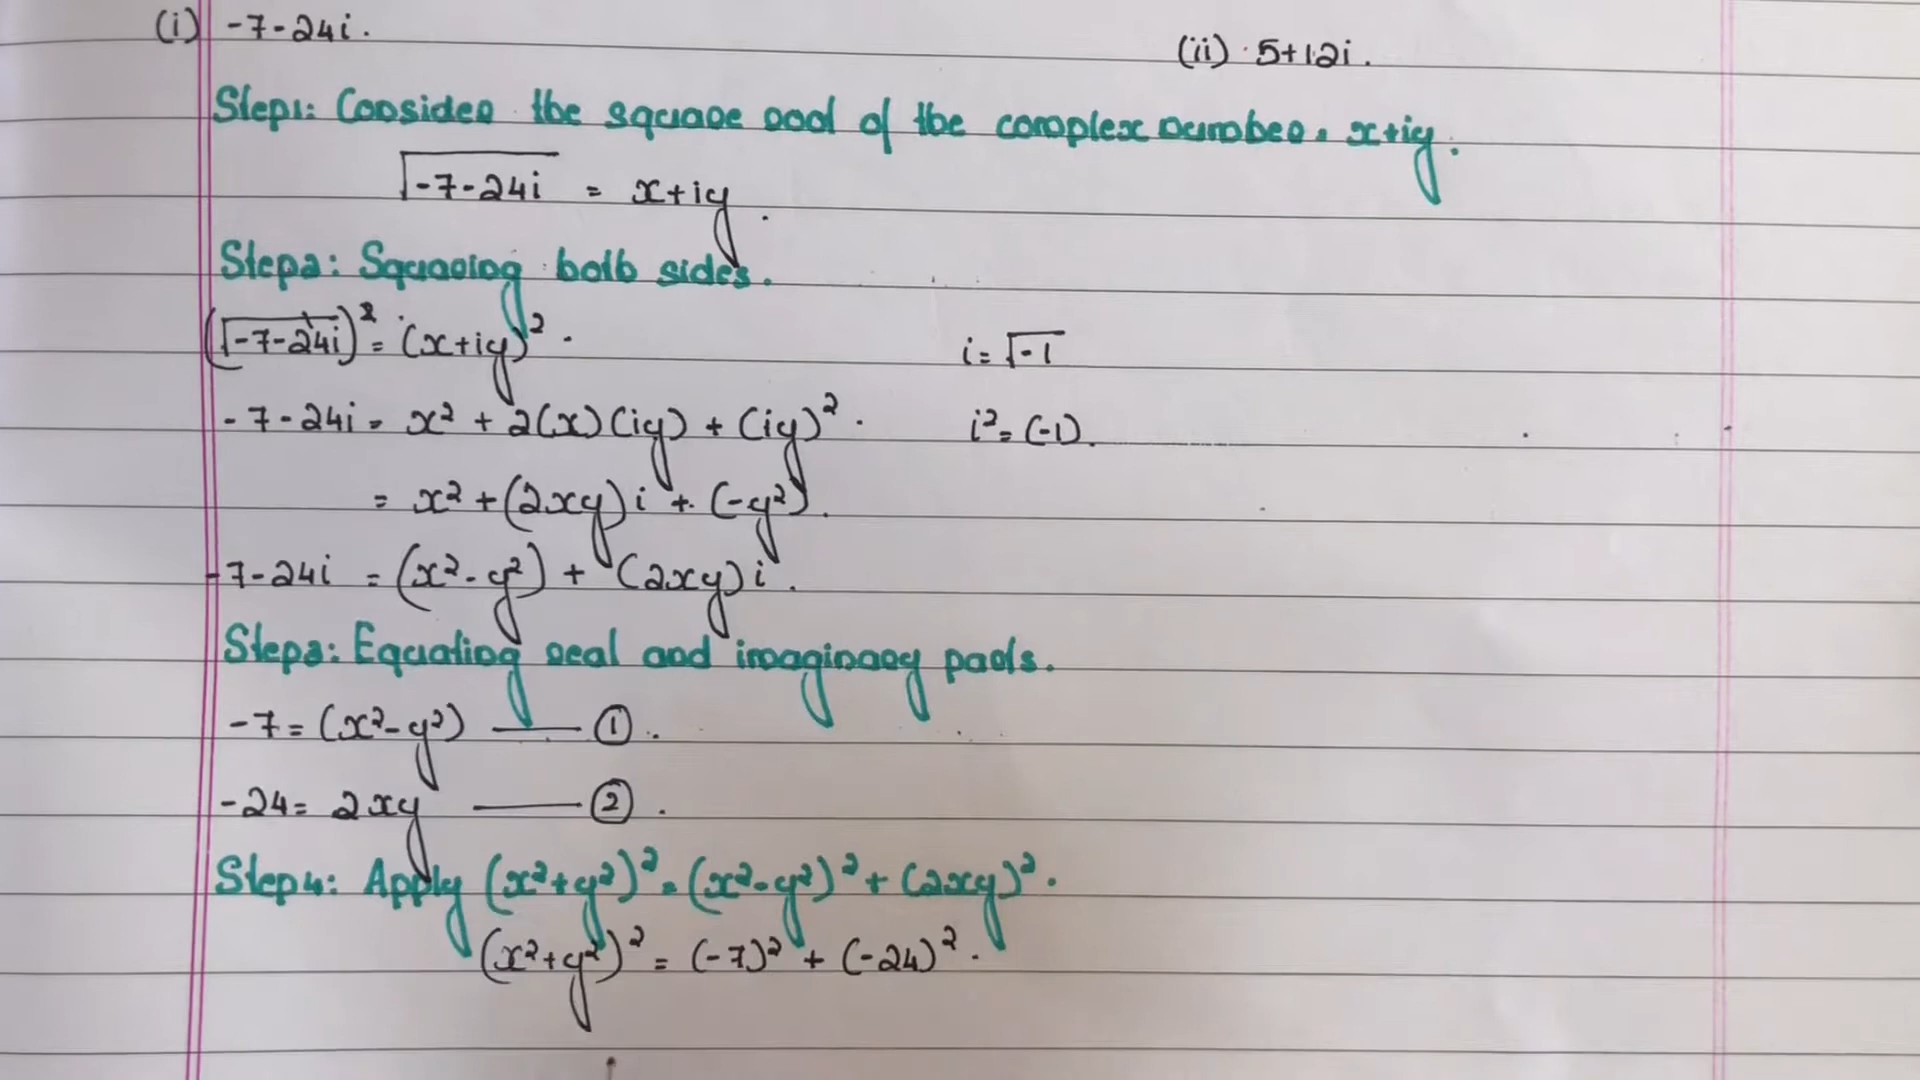 (i) -7-24i.
(ii) 5+12i.
Step1: Consider the square root of the complex number = x+iy.
√-7-24i = x+iy.
Step2: Squaring both sides.
(√-7-24i)² = (x+iy)².
i=√-1
-7-24i = x² + 2(x)(iy) + (iy)².
i²=(-1).
= x² + (2xy)i + (-y²).
-7-24i = (x²-y²) + (2xy)i.
Step3: Equating real and imaginary parts.
-7=(x²-y²) —— ①.
-24= 2xy —— ②.
Step4: Apply (x²+y²)² = (x²-y²)² + (2xy)².
(x²+y²)² = (-7)² + (-24)².